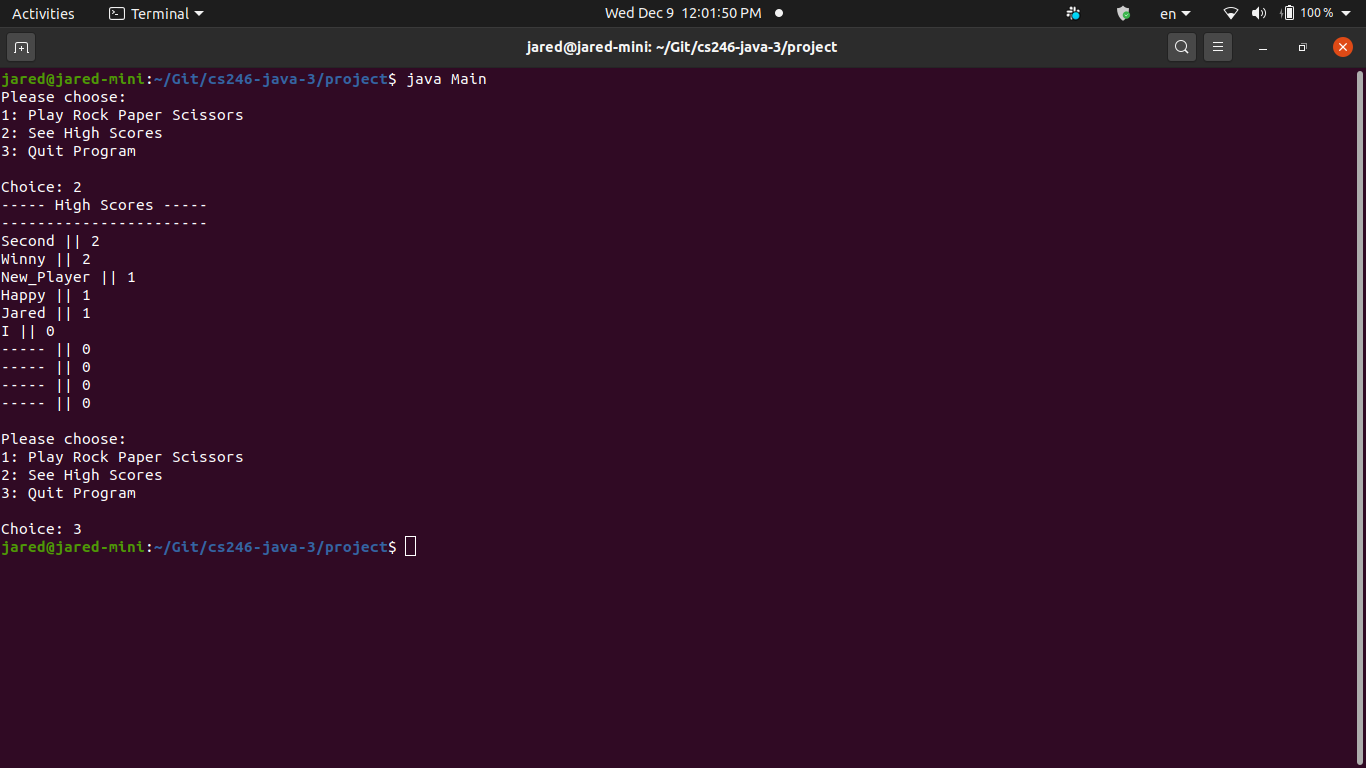 Activities Terminal Wed Dec 9 12:01:50 PM en 100 %
jared@jared-mini: ~/Git/cs246-java-3/project
jared@jared-mini:~/Git/cs246-java-3/project$ java Main
Please choose:
1: Play Rock Paper Scissors
2: See High Scores
3: Quit Program
Choice: 2
----- High Scores -----
-----------------------
Second || 2
Winny || 2
New_Player || 1
Happy || 1
Jared || 1
I || 0
----- || 0
----- || 0
----- || 0
----- || 0
Please choose:
1: Play Rock Paper Scissors
2: See High Scores
3: Quit Program
Choice: 3
jared@jared-mini:~/Git/cs246-java-3/project$